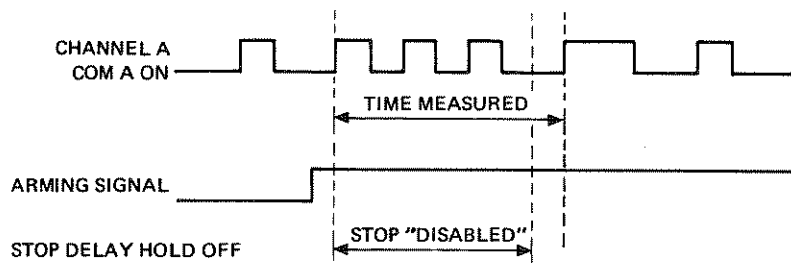 CHANNEL A
COM A ON
TIME MEASURED
ARMING SIGNAL
STOP "DISABLED"
STOP DELAY HOLD OFF